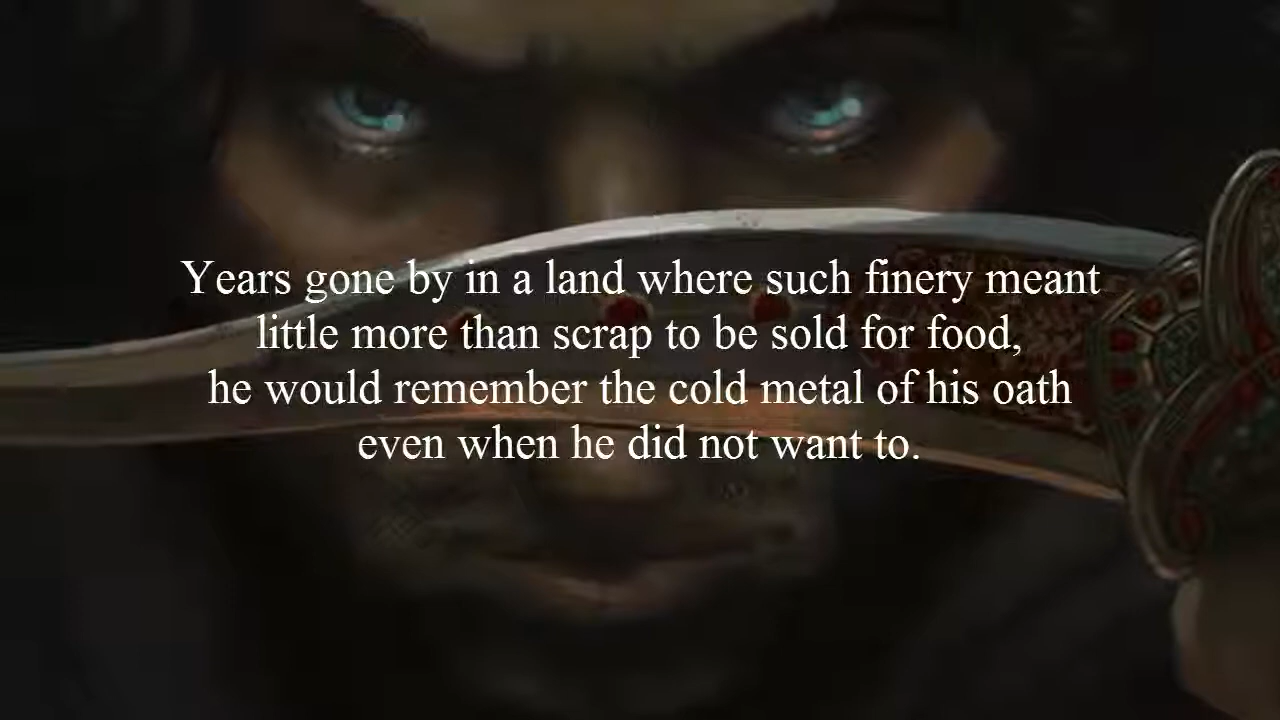 Years gone by in a land where such finery meant
little more than scrap to be sold for food,
he would remember the cold metal of his oath
even when he did not want to.